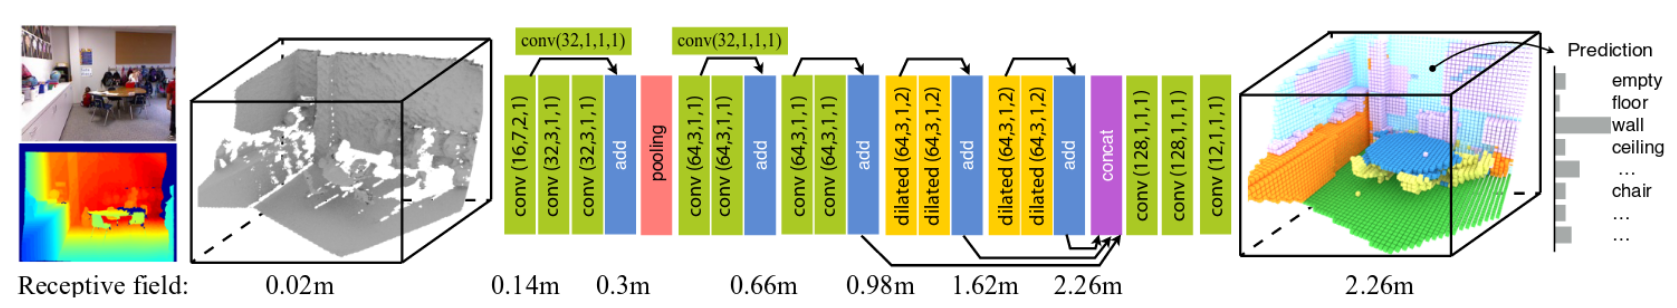 conv(32,1,1,1)
conv(32,1,1,1)
conv (16,7,2,1)
conv (32,3,1,1)
conv (32,3,1,1)
add
pooling
conv (64,3,1,1)
conv (64,3,1,1)
add
conv (64,3,1,1)
conv (64,3,1,1)
add
dilated (64,3,1,2)
dilated (64,3,1,2)
add
dilated (64,3,1,2)
dilated (64,3,1,2)
add
concat
conv (128,1,1,1)
conv (128,1,1,1)
conv (12,1,1,1)
Prediction
empty
floor
wall
ceiling
...
chair
...
...
Receptive field: 0.02m 0.14m 0.3m 0.66m 0.98m 1.62m 2.26m 2.26m